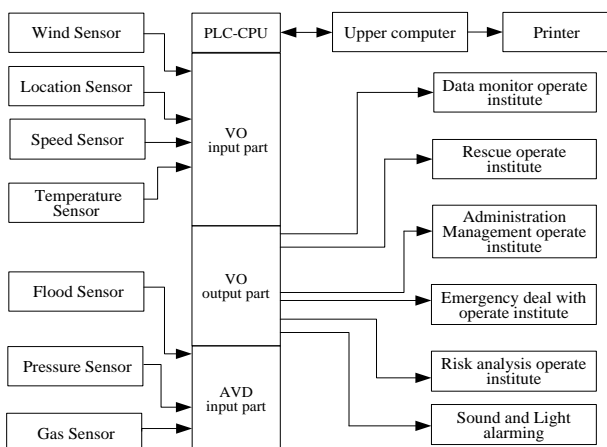 Wind Sensor
Location Sensor
Speed Sensor
Temperature
Sensor
Flood Sensor
Pressure Sensor
Gas Sensor
PLC-CPU
VO
input part
VO
output part
AVD
input part
Upper computer
Printer
Data monitor operate
institute
Rescue operate
institute
Administration
Management operate
institute
Emergency deal with
operate institute
Risk analysis operate
institute
Sound and Light
alarming